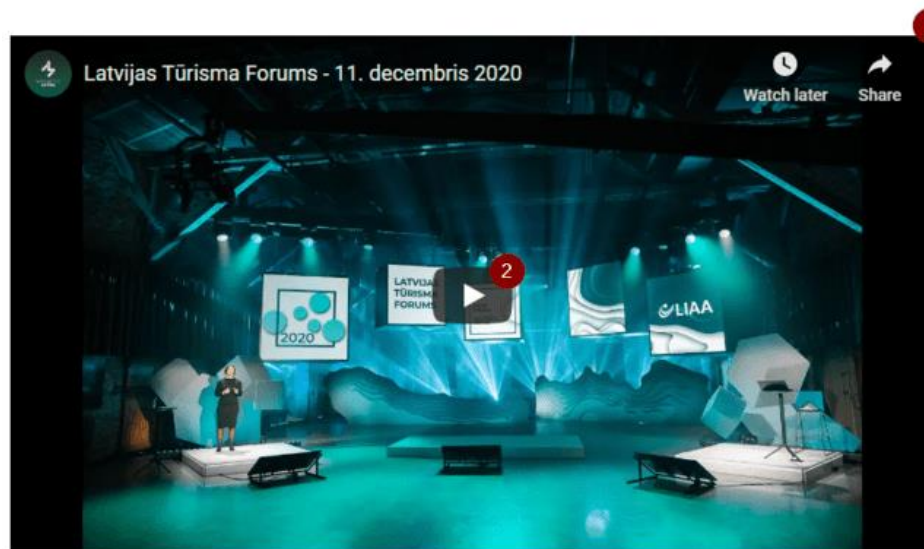 Latvijas Tūrisma Forums - 11. decembris 2020
Watch later
Share
2
LATVIJAS
TŪRISMA
FORUMS
2020
LIAA